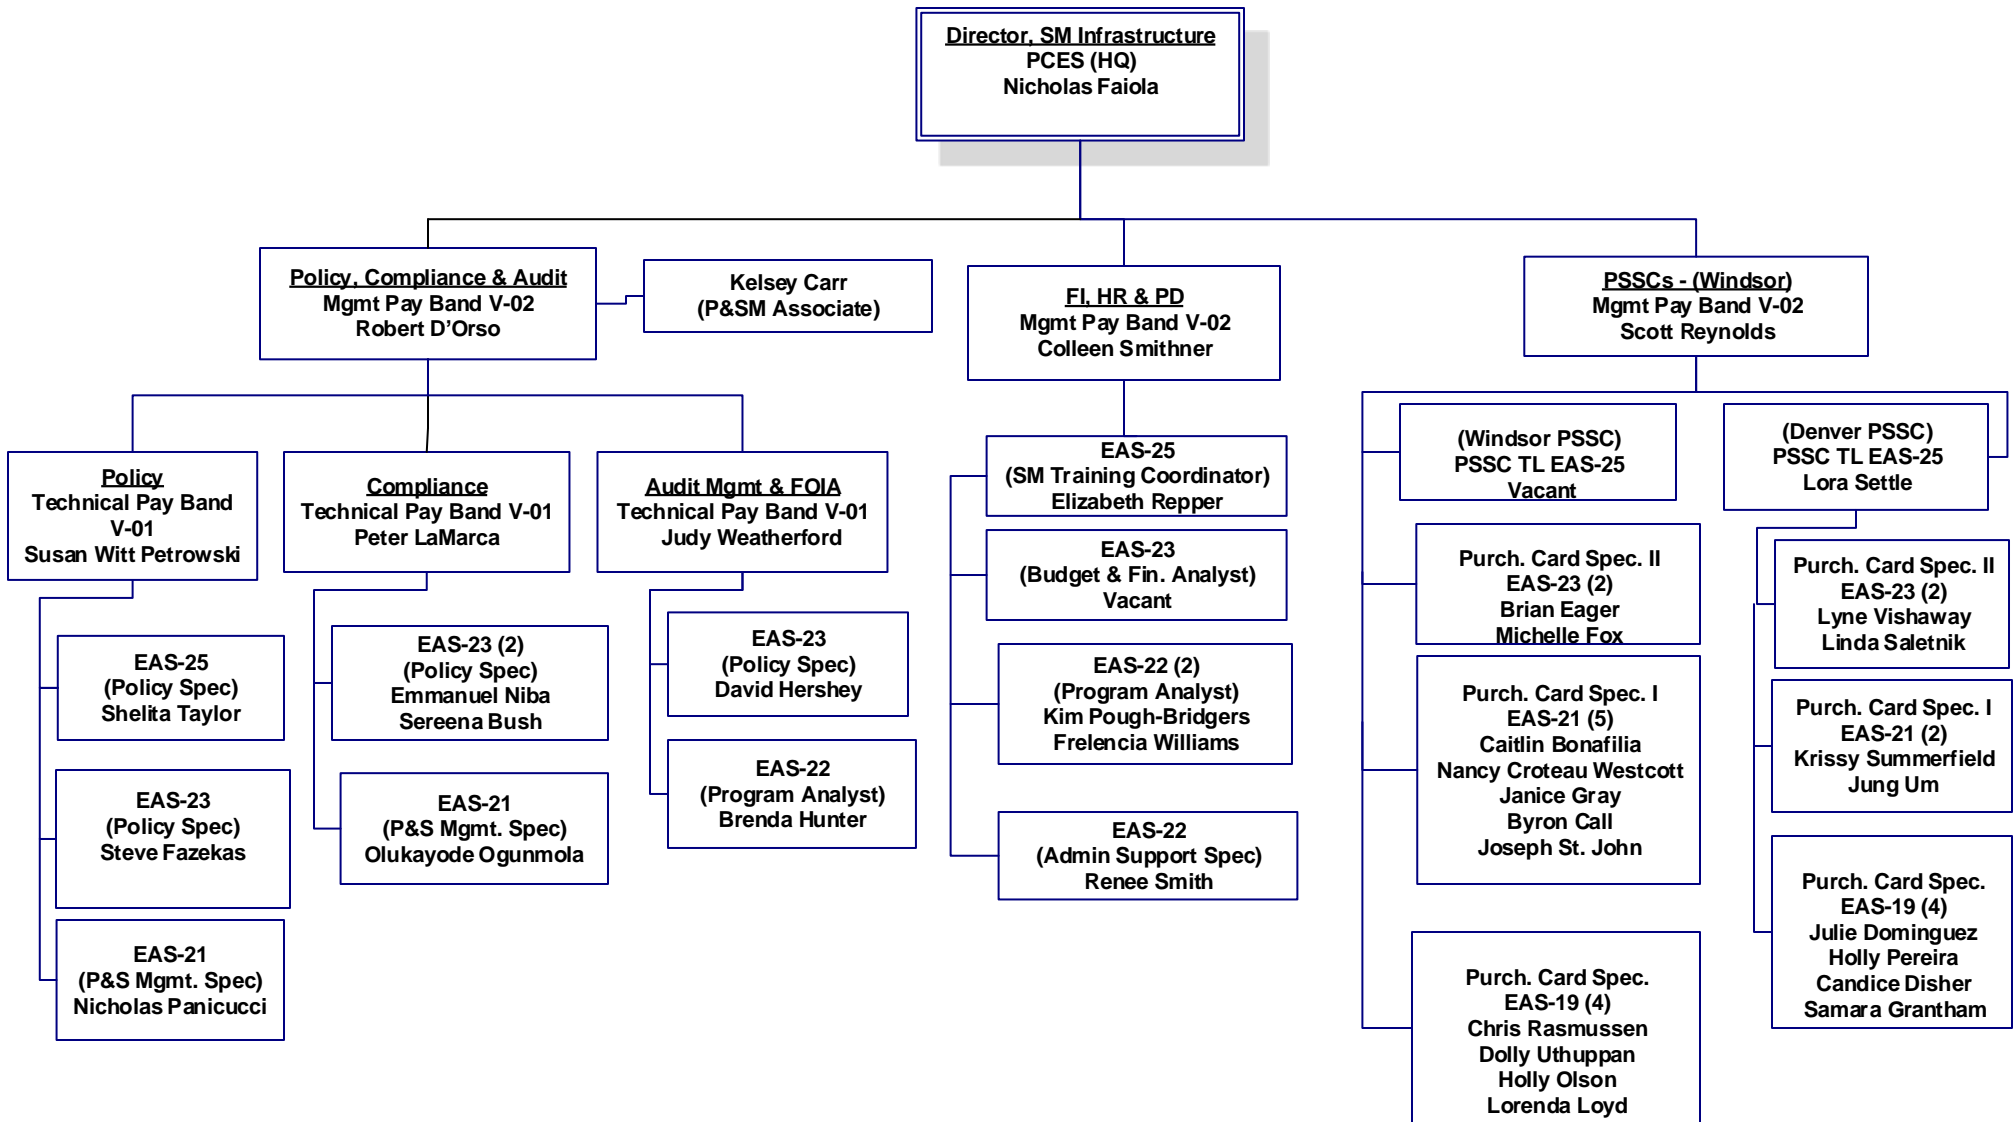 Director, SM Infrastructure
PCES (HQ)
Nicholas Faiola
Policy, Compliance & Audit
Mgmt Pay Band V-02
Robert D’Orso
Kelsey Carr
(P&SM Associate)
FI, HR & PD
Mgmt Pay Band V-02
Colleen Smithner
PSSCs - (Windsor)
Mgmt Pay Band V-02
Scott Reynolds
Policy
Technical Pay Band
V-01
Susan Witt Petrowski
Compliance
Technical Pay Band V-01
Peter LaMarca
Audit Mgmt & FOIA
Technical Pay Band V-01
Judy Weatherford
EAS-25
(Policy Spec)
Shelita Taylor
EAS-23
(Policy Spec)
Steve Fazekas
EAS-21
(P&S Mgmt. Spec)
Nicholas Panicucci
EAS-23 (2)
(Policy Spec)
Emmanuel Niba
Sereena Bush
EAS-21
(P&S Mgmt. Spec)
Olukayode Ogunmola
EAS-23
(Policy Spec)
David Hershey
EAS-22
(Program Analyst)
Brenda Hunter
EAS-25
(SM Training Coordinator)
Elizabeth Repper
EAS-23
(Budget & Fin. Analyst)
Vacant
EAS-22 (2)
(Program Analyst)
Kim Pough-Bridgers
Frelencia Williams
EAS-22
(Admin Support Spec)
Renee Smith
(Windsor PSSC)
PSSC TL EAS-25
Vacant
Purch. Card Spec. II
EAS-23 (2)
Brian Eager
Michelle Fox
Purch. Card Spec. I
EAS-21 (5)
Caitlin Bonafilia
Nancy Croteau Westcott
Janice Gray
Byron Call
Joseph St. John
Purch. Card Spec.
EAS-19 (4)
Chris Rasmussen
Dolly Uthuppan
Holly Olson
Lorenda Loyd
(Denver PSSC)
PSSC TL EAS-25
Lora Settle
Purch. Card Spec. II
EAS-23 (2)
Lyne Vishaway
Linda Saletnik
Purch. Card Spec. I
EAS-21 (2)
Krissy Summerfield
Jung Um
Purch. Card Spec.
EAS-19 (4)
Julie Dominguez
Holly Pereira
Candice Disher
Samara Grantham